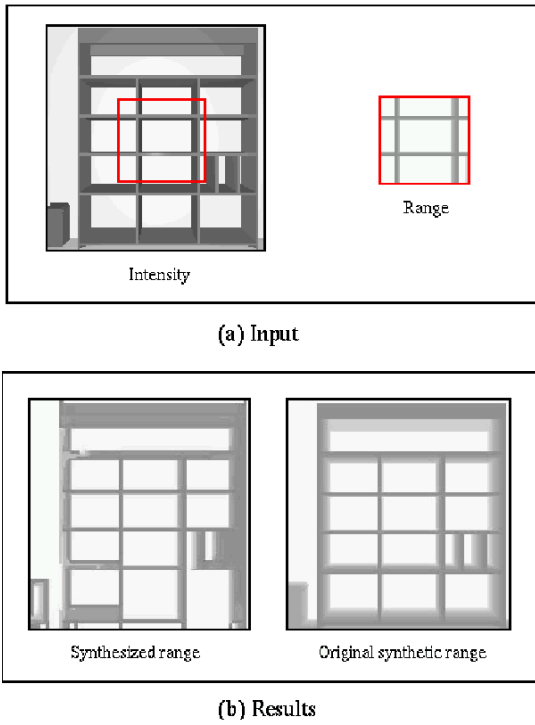 Intensity
Range
(a) Input
Synthesized range
Original synthetic range
(b) Results